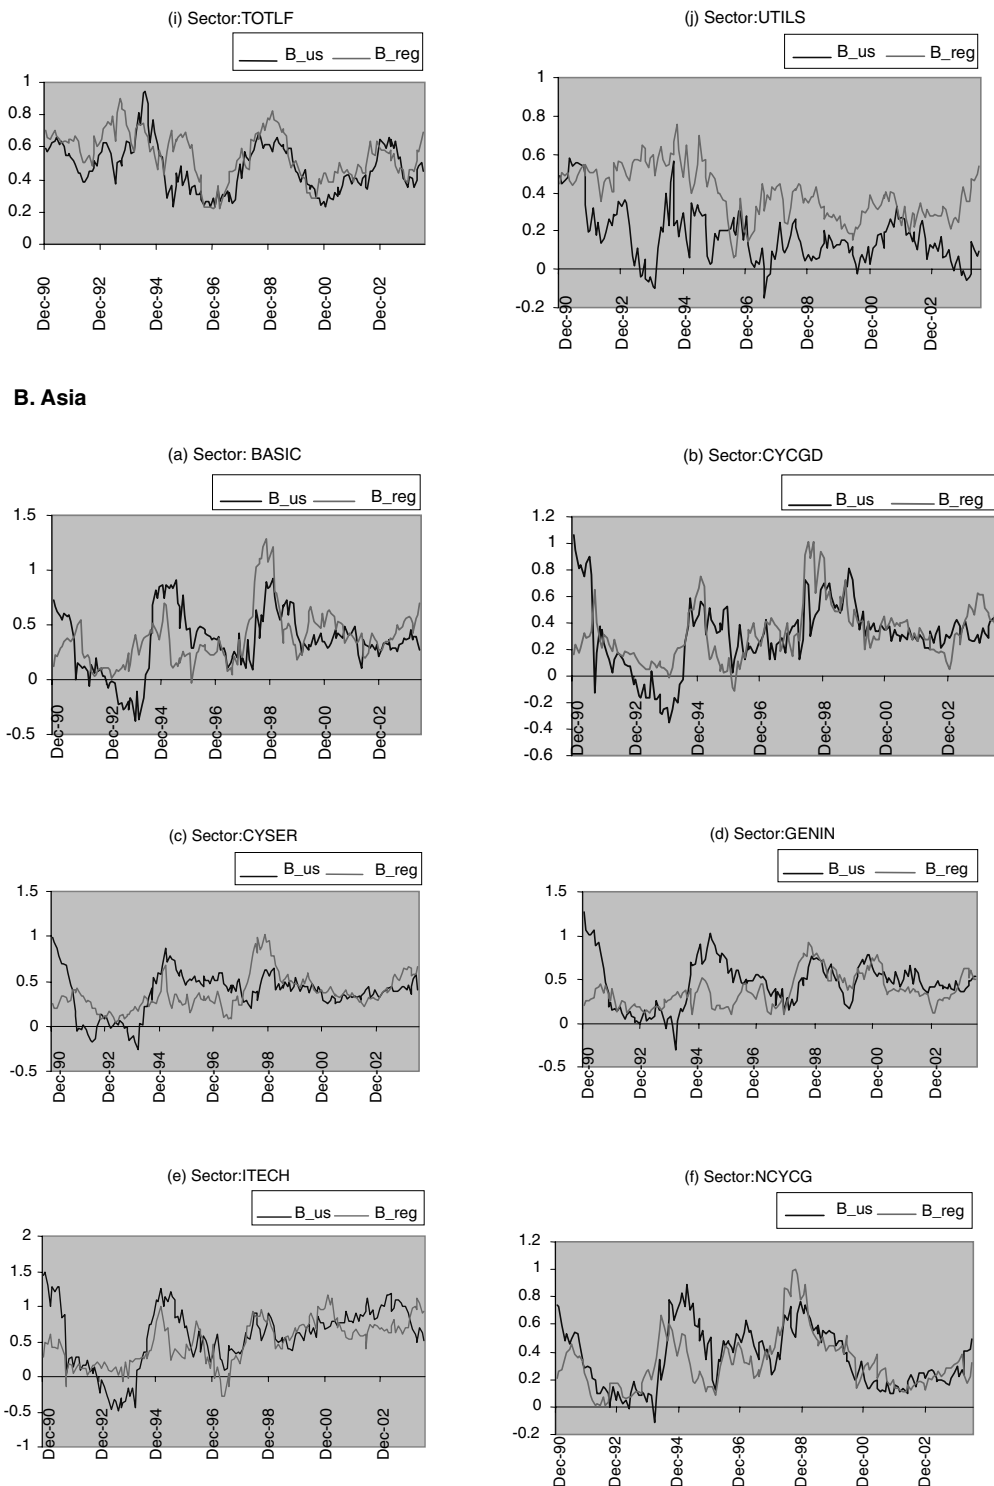 (i) Sector:TOTLF
B_us B_reg
1
0.8
0.6
0.4
0.2
0
Dec-90 Dec-92 Dec-94 Dec-96 Dec-98 Dec-00 Dec-02
(j) Sector:UTILS
B_us B_reg
1
0.8
0.6
0.4
0.2
0
-0.2
Dec-90 Dec-92 Dec-94 Dec-96 Dec-98 Dec-00 Dec-02
B. Asia
(a) Sector: BASIC
B_us B_reg
1.5
1
0.5
0
-0.5
Dec-90 Dec-92 Dec-94 Dec-96 Dec-98 Dec-00 Dec-02
(b) Sector:CYCGD
B_us B_reg
1.2
1
0.8
0.6
0.4
0.2
0
-0.2
-0.4
-0.6
Dec-90 Dec-92 Dec-94 Dec-96 Dec-98 Dec-00 Dec-02
(c) Sector:CYSER
B_us B_reg
1.5
1
0.5
0
-0.5
Dec-90 Dec-92 Dec-94 Dec-96 Dec-98 Dec-00 Dec-02
(d) Sector:GENIN
B_us B_reg
1.5
1
0.5
0
-0.5
Dec-90 Dec-92 Dec-94 Dec-96 Dec-98 Dec-00 Dec-02
(e) Sector:ITECH
B_us B_reg
2
1.5
1
0.5
0
-0.5
-1
Dec-90 Dec-92 Dec-94 Dec-96 Dec-98 Dec-00 Dec-02
(f) Sector:NCYCG
B_us B_reg
1.2
1
0.8
0.6
0.4
0.2
0
-0.2
Dec-90 Dec-92 Dec-94 Dec-96 Dec-98 Dec-00 Dec-02